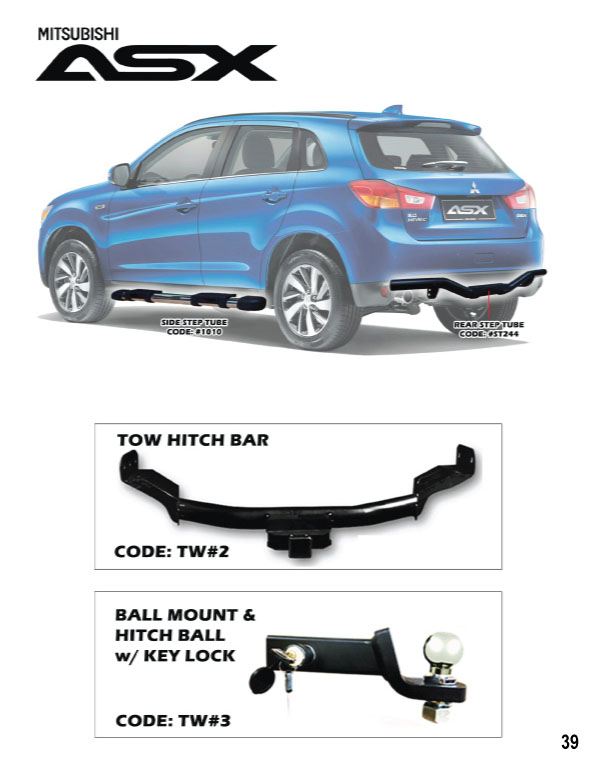 MITSUBISHI
ASX
ASX
SIDE STEP TUBE
CODE: #1010
REAR STEP TUBE
CODE: #ST244
TOW HITCH BAR
CODE: TW#2
BALL MOUNT &
HITCH BALL
w/ KEY LOCK
CODE: TW#3
39